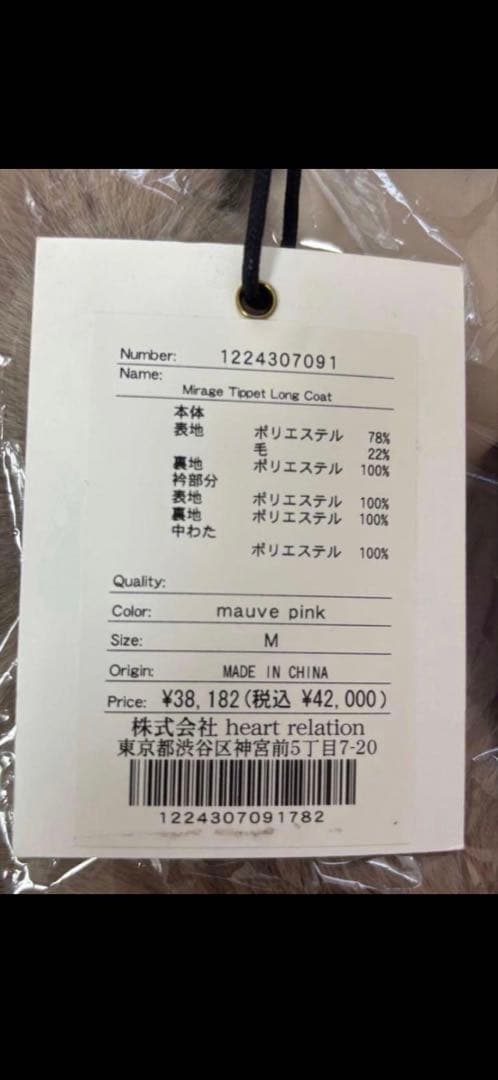 Number: 1224307091
Name:
Mirage Tippet Long Coat
本体
表地 ポリエステル 78%
毛 22%
裏地 ポリエステル 100%
衿部分
表地 ポリエステル 100%
裏地 ポリエステル 100%
中わた
ポリエステル 100%
Quality:
Color: mauve pink
Size: M
Origin: MADE IN CHINA
Price: ¥38,182(税込 ¥42,000)
株式会社 heart relation
東京都渋谷区神宮前5丁目7-20
1224307091782